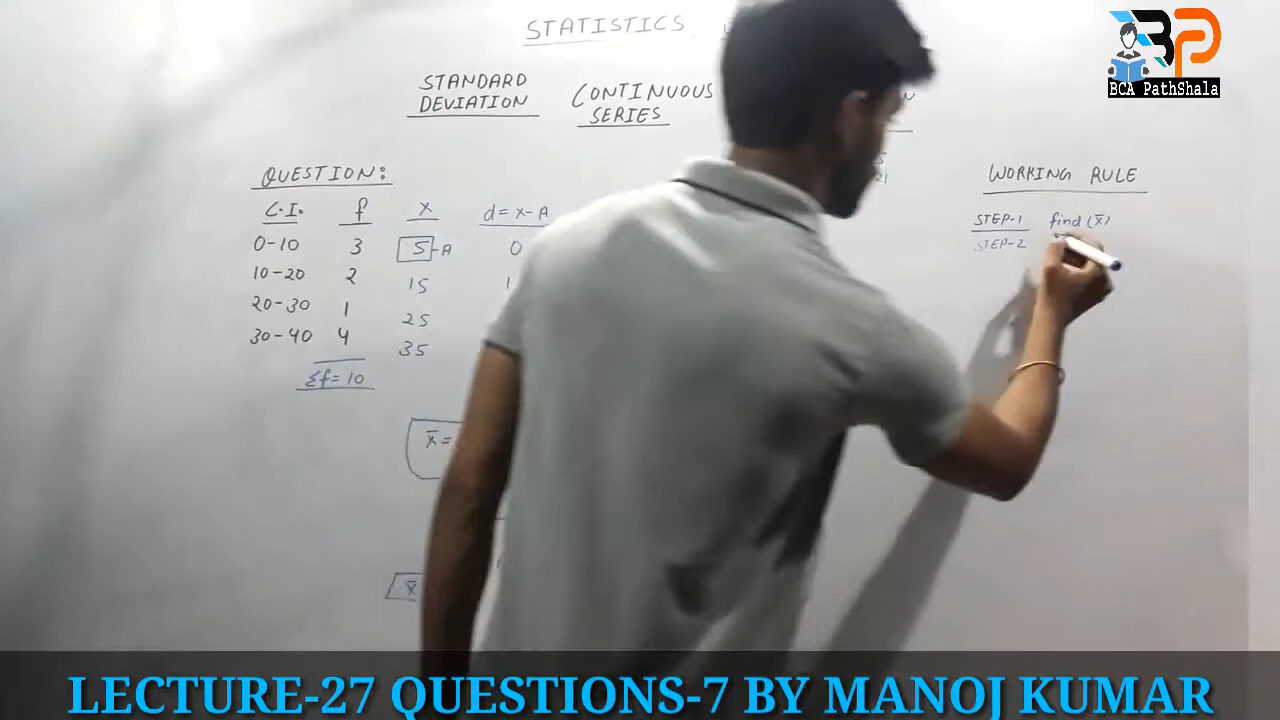 STATISTICS
STANDARD
DEVIATION
CONTINUOUS
SERIES
BCA PathShala
QUESTION:
C.I. f x d = x-A
0-10 3 5-A 0
10-20 2 15 1
20-30 1 25
30-40 4 35
Σf = 10
x̄ =
x̄
WORKING RULE
STEP-1 find (x̄)
STEP-2
LECTURE-27 QUESTIONS-7 BY MANOJ KUMAR